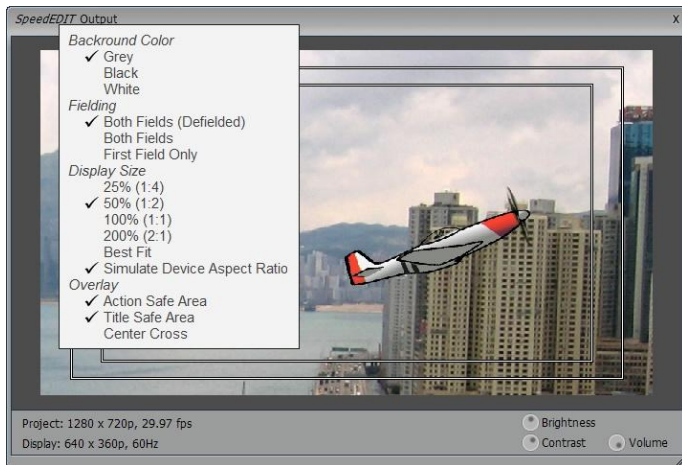 SpeedEDIT Output X
Backround Color
✓ Grey
Black
White
Fielding
✓ Both Fields (Defielded)
Both Fields
First Field Only
Display Size
25% (1:4)
✓ 50% (1:2)
100% (1:1)
200% (2:1)
Best Fit
✓ Simulate Device Aspect Ratio
Overlay
✓ Action Safe Area
✓ Title Safe Area
Center Cross
Project: 1280 x 720p, 29.97 fps
Display: 640 x 360p, 60Hz
Brightness
Contrast Volume